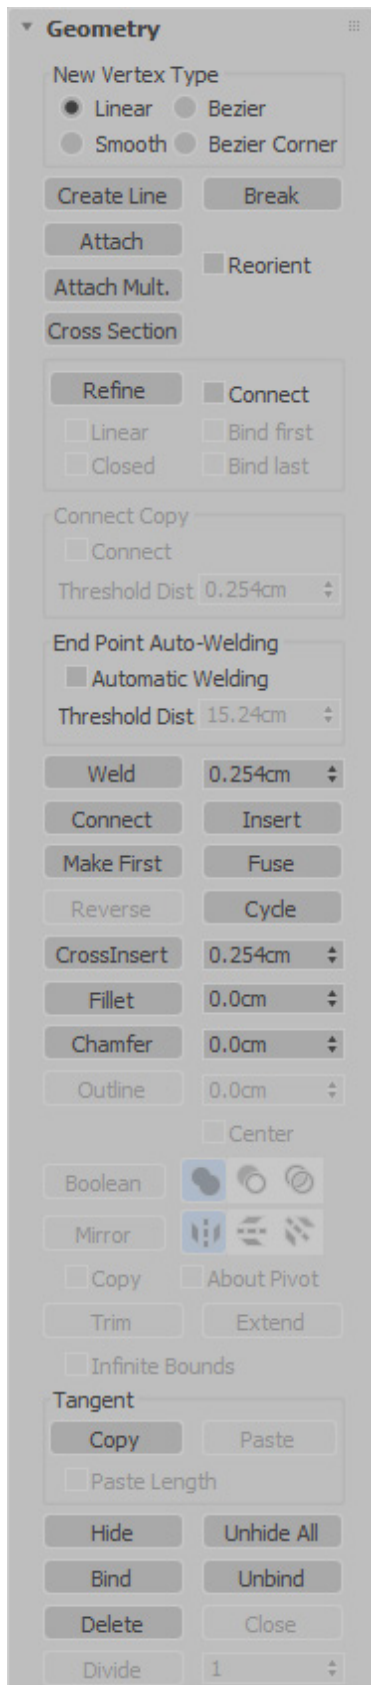 Geometry
New Vertex Type
Linear Bezier
Smooth Bezier Corner
Create Line Break
Attach
Reorient
Attach Mult.
Cross Section
Refine Connect
Linear Bind first
Closed Bind last
Connect Copy
Connect
Threshold Dist 0.254cm
End Point Auto-Welding
Automatic Welding
Threshold Dist 15.24cm
Weld 0.254cm
Connect Insert
Make First Fuse
Reverse Cycle
CrossInsert 0.254cm
Fillet 0.0cm
Chamfer 0.0cm
Outline 0.0cm
Center
Boolean
Mirror
Copy About Pivot
Trim Extend
Infinite Bounds
Tangent
Copy Paste
Paste Length
Hide Unhide All
Bind Unbind
Delete Close
Divide 1